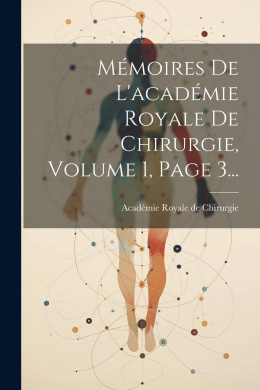 Mémoires De
L'académie
Royale De
Chirurgie,
Volume 1, Page 3...
Académie Royale de Chirurgie